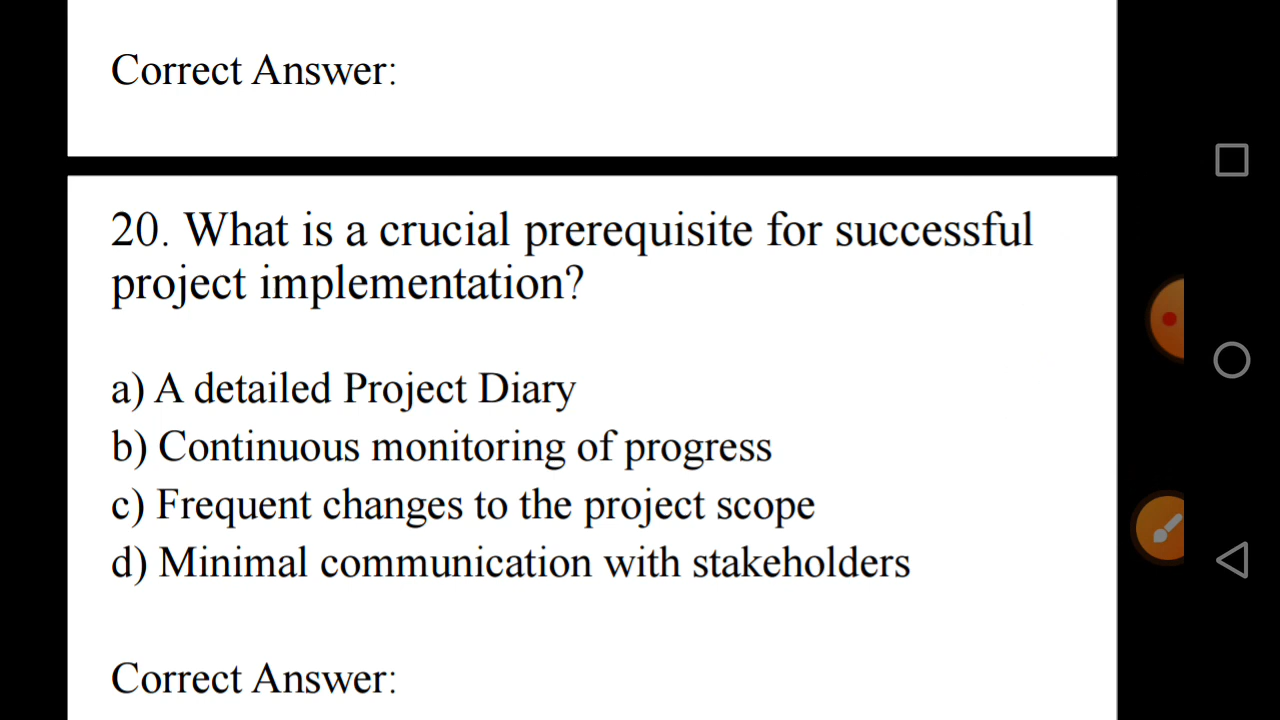 Correct Answer:
20. What is a crucial prerequisite for successful
project implementation?
a) A detailed Project Diary
b) Continuous monitoring of progress
c) Frequent changes to the project scope
d) Minimal communication with stakeholders
Correct Answer: